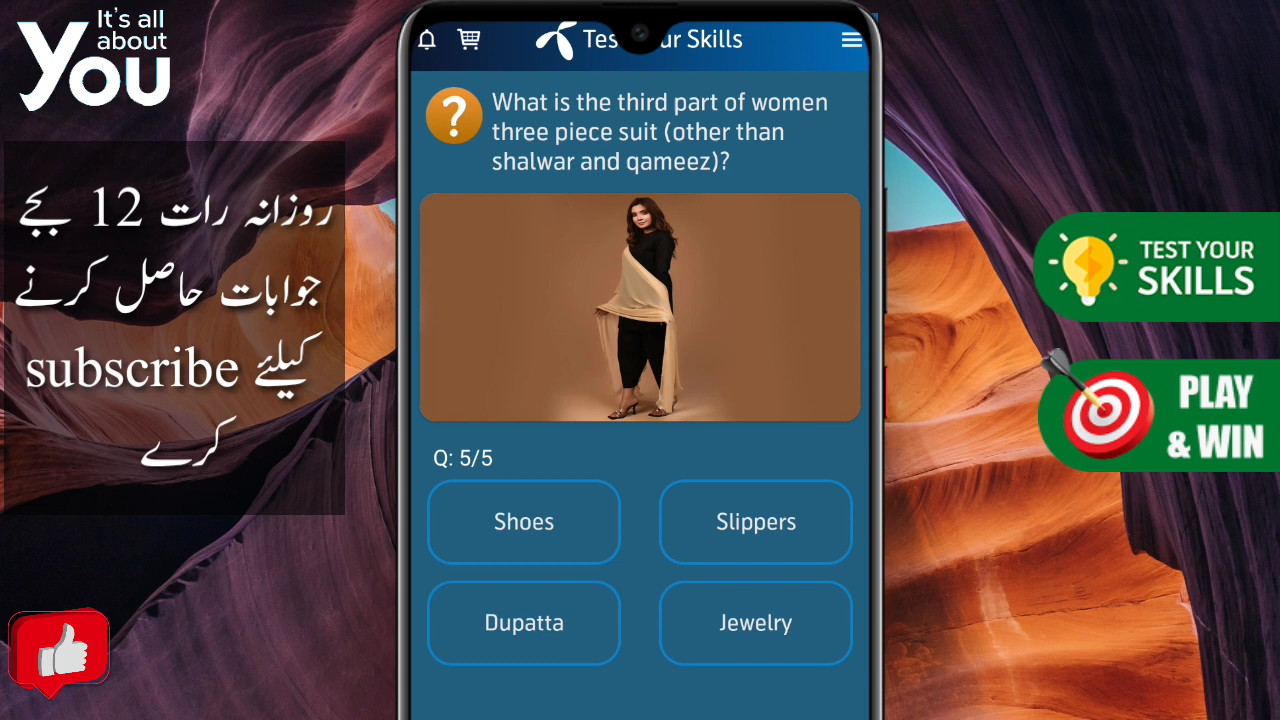 It's all
about
You
روزانہ رات 12 بجے
جوابات حاصل کرنے
کیلئے subscribe
کرے
Tes ur Skills
?
What is the third part of women
three piece suit (other than
shalwar and qameez)?
Q: 5/5
Shoes
Slippers
Dupatta
Jewelry
TEST YOUR
SKILLS
PLAY
& WIN